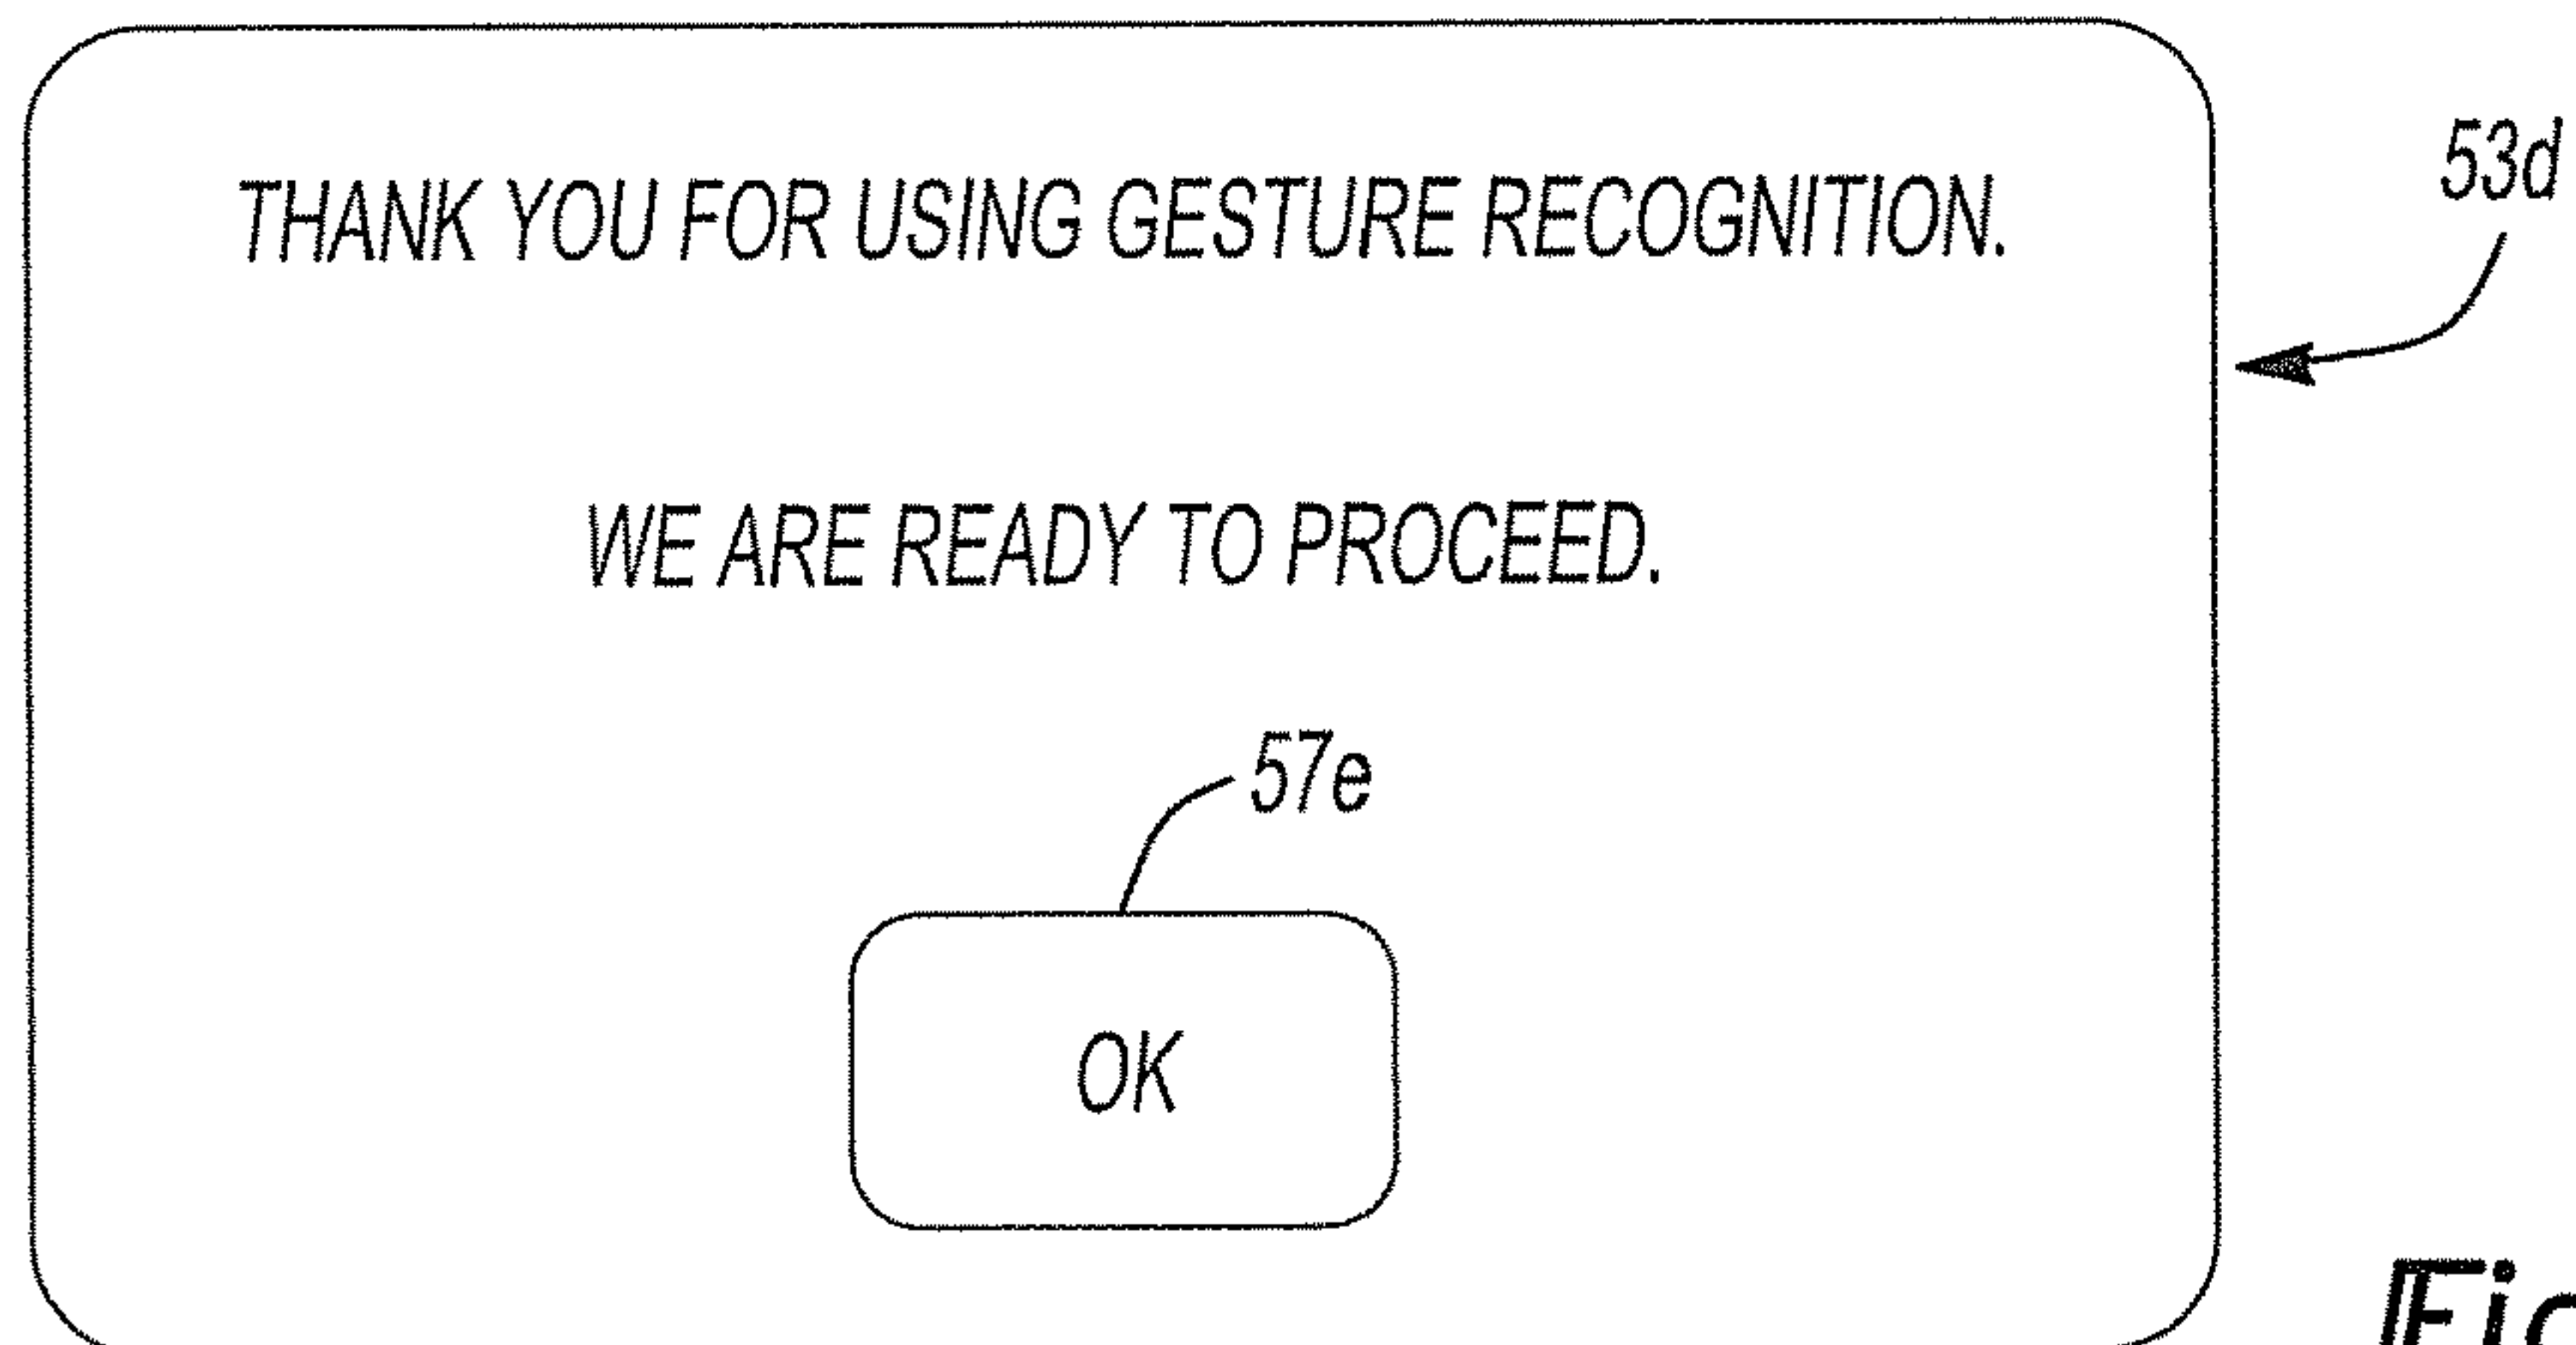 53d
THANK YOU FOR USING GESTURE RECOGNITION.
WE ARE READY TO PROCEED.
57e
OK